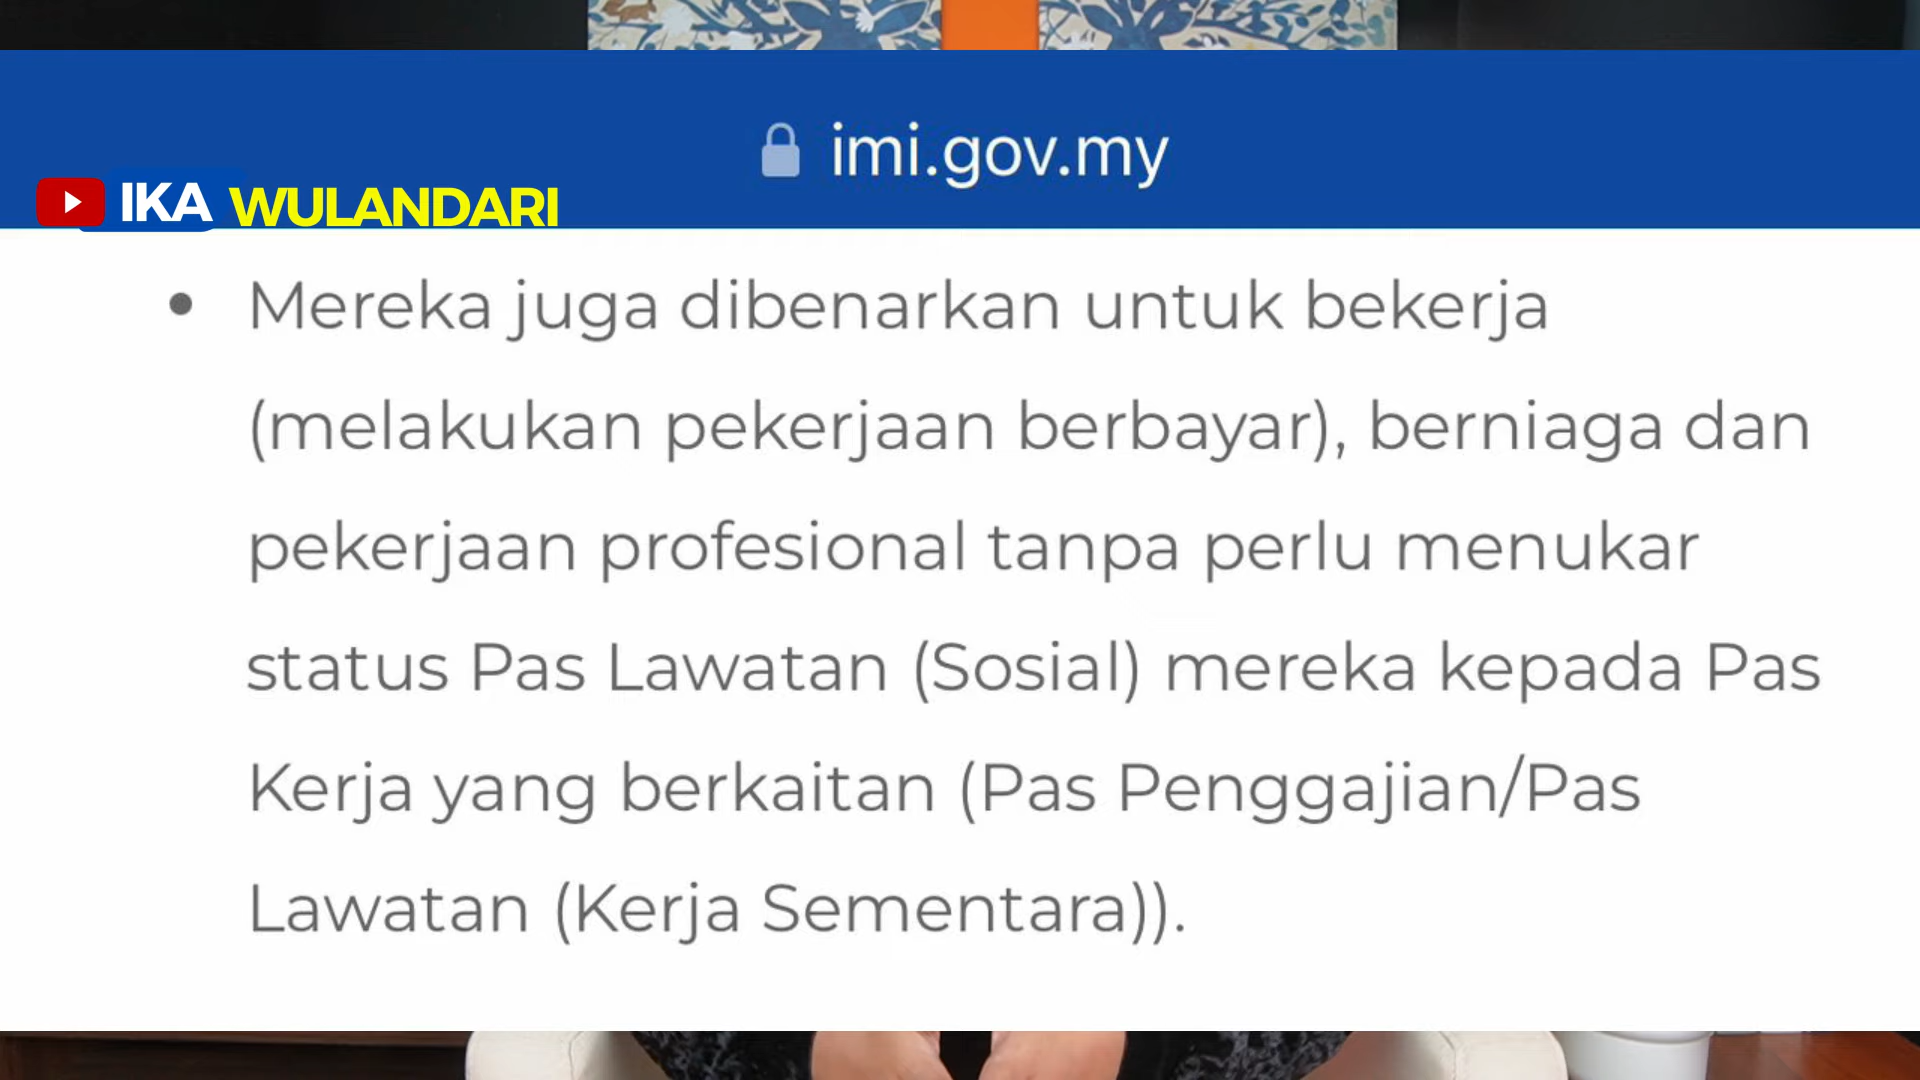 imi.gov.my
IKA WULANDARI
• Mereka juga dibenarkan untuk bekerja
(melakukan pekerjaan berbayar), berniaga dan
pekerjaan profesional tanpa perlu menukar
status Pas Lawatan (Sosial) mereka kepada Pas
Kerja yang berkaitan (Pas Penggajian/Pas
Lawatan (Kerja Sementara)).